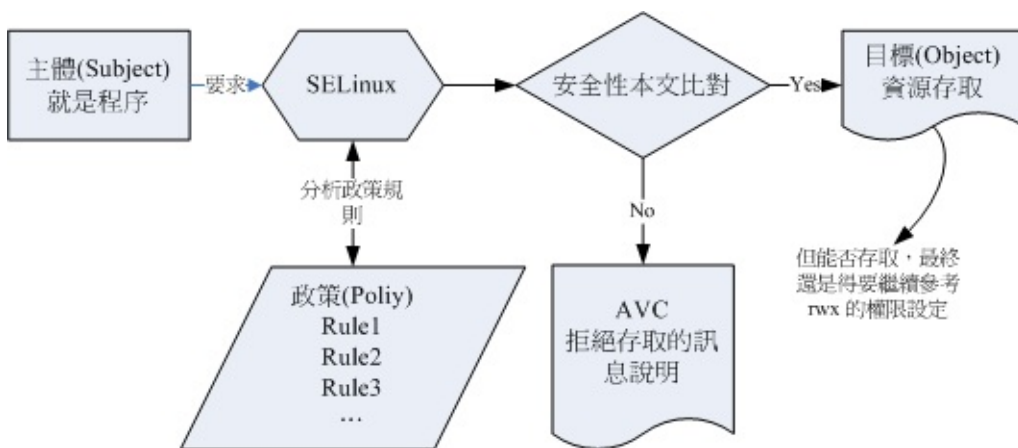 主體(Subject)
就是程序
要求
SELinux
安全性本文比對
Yes
目標(Object)
資源存取
分析政策規
則
No
但能否存取，最終
還是得要繼續參考
rwx 的權限設定
政策(Poliy)
Rule1
Rule2
Rule3
…
AVC
拒絕存取的訊
息說明